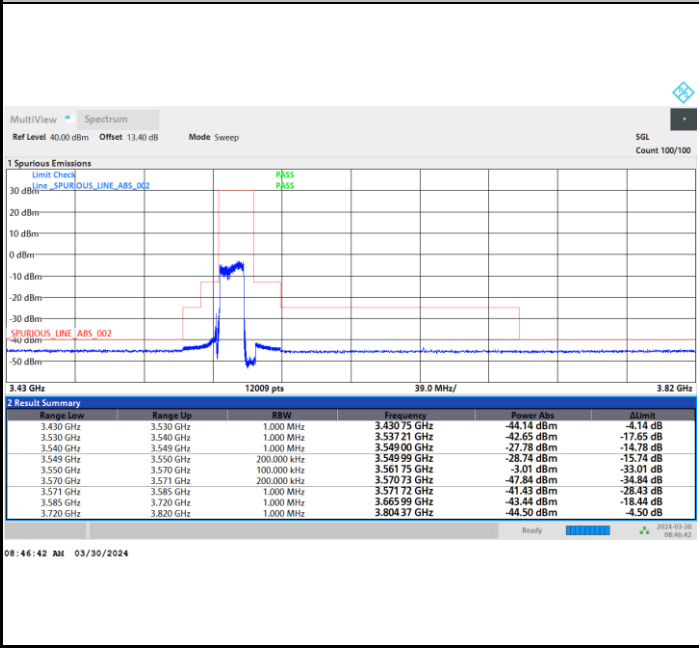 MultiView Spectrum
Ref Level 40.00 dBm Offset 13.40 dB Mode Sweep SGL
Count 100/100
1 Spurious Emissions
Limit Check PASS
Line _SPURIOUS_LINE_ABS_002 PASS
30 dBm
20 dBm
10 dBm
0 dBm
-10 dBm
-20 dBm
-30 dBm
SPURIOUS_LINE_ABS_002
-40 dBm
-50 dBm
3.43 GHz 12009 pts 39.0 MHz/ 3.82 GHz
2 Result Summary
Range Low Range Up RBW Frequency Power Abs ΔLimit
3.430 GHz 3.530 GHz 1.000 MHz 3.430 75 GHz -44.14 dBm -4.14 dB
3.530 GHz 3.540 GHz 1.000 MHz 3.537 21 GHz -42.65 dBm -17.65 dB
3.540 GHz 3.549 GHz 1.000 MHz 3.549 00 GHz -27.78 dBm -14.78 dB
3.549 GHz 3.550 GHz 200.000 kHz 3.549 99 GHz -28.74 dBm -15.74 dB
3.550 GHz 3.570 GHz 100.000 kHz 3.561 75 GHz -3.01 dBm -33.01 dB
3.570 GHz 3.571 GHz 200.000 kHz 3.570 73 GHz -47.84 dBm -34.84 dB
3.571 GHz 3.585 GHz 1.000 MHz 3.571 72 GHz -41.43 dBm -28.43 dB
3.585 GHz 3.720 GHz 1.000 MHz 3.665 99 GHz -43.44 dBm -18.44 dB
3.720 GHz 3.820 GHz 1.000 MHz 3.804 37 GHz -44.50 dBm -4.50 dB
Ready 2024-03-30
08:46:42
08:46:42 AM 03/30/2024